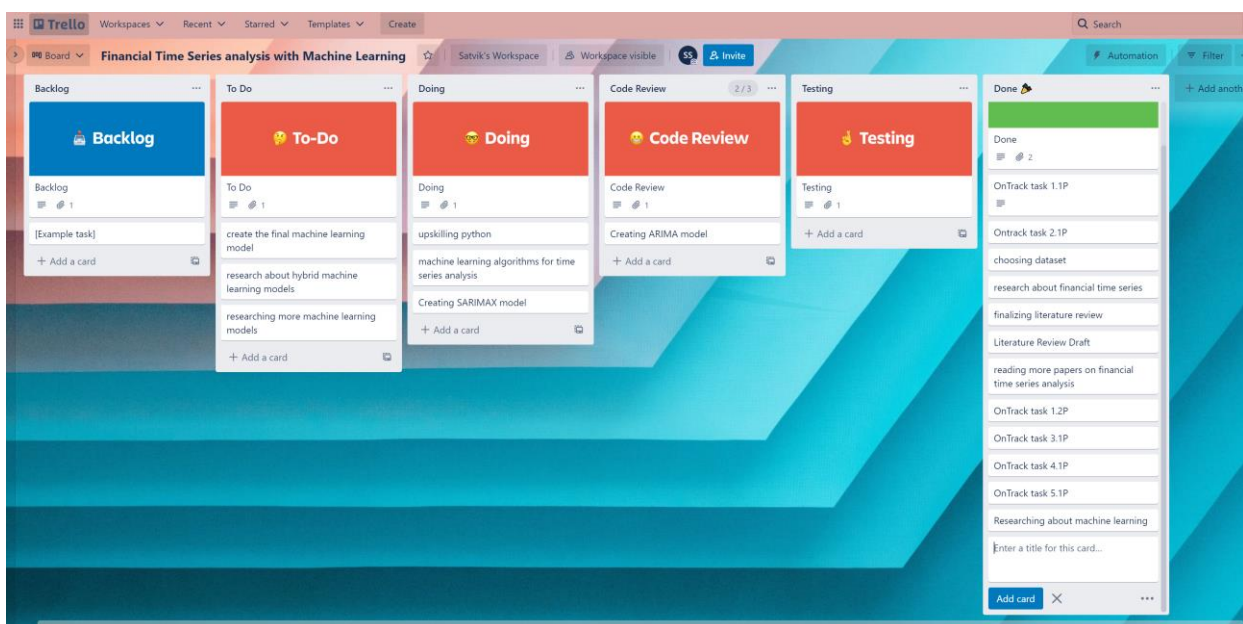 Trello Workspaces Recent Starred Templates Create Search
Board Financial Time Series analysis with Machine Learning Satvik's Workspace Workspace visible SS Invite Automation Filter
Backlog
Backlog
Backlog
1
[Example task]
+ Add a card
To Do
To-Do
To Do
1
create the final machine learning
model
research about hybrid machine
learning models
researching more machine learning
models
+ Add a card
Doing
Doing
Doing
1
upskilling python
machine learning algorithms for time
series analysis
Creating SARIMAX model
+ Add a card
Code Review 2/3
Code Review
Code Review
1
Creating ARIMA model
+ Add a card
Testing
Testing
Testing
1
+ Add a card
Done
Done
2
OnTrack task 1.1P
Ontrack task 2.1P
choosing dataset
research about financial time series
finalizing literature review
Literature Review Draft
reading more papers on financial
time series analysis
OnTrack task 1.2P
OnTrack task 3.1P
OnTrack task 4.1P
OnTrack task 5.1P
Researching about machine learning
Enter a title for this card...
Add card
+ Add anoth